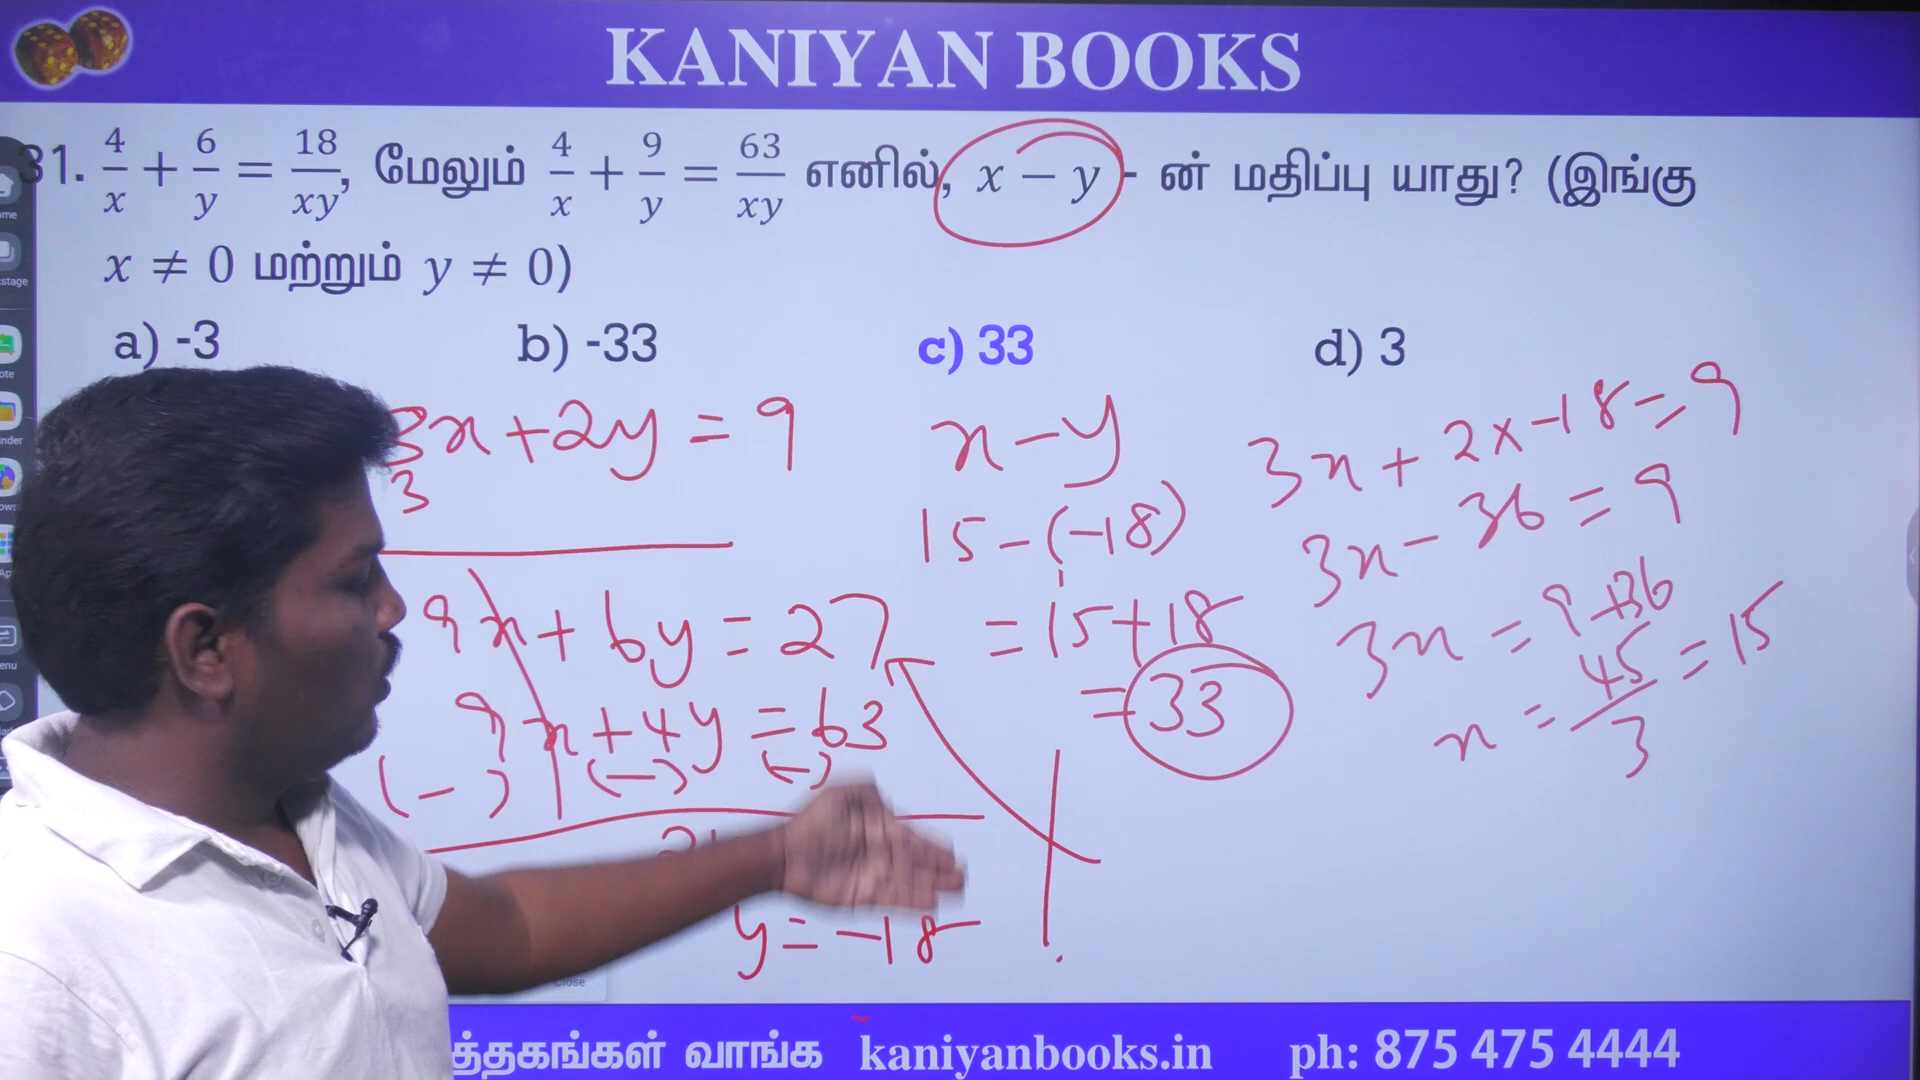 KANIYAN BOOKS
31. 4/x + 6/y = 18/xy, மேலும் 4/x + 9/y = 63/xy எனில், x − y - ன் மதிப்பு யாது? (இங்கு
x ≠ 0 மற்றும் y ≠ 0)
a) -3
b) -33
c) 33
d) 3
3x + 2y = 9
3
9x + 6y = 27
9x + 4y = 63
(−) (−) (−)
y = −18
x − y
15 − (−18)
= 15 + 18
= 33
3x + 2x −18 = 9
3x − 36 = 9
3x = 9 + 36
x = 45/3 = 15
Close
த்தகங்கள் வாங்க kaniyanbooks.in ph: 875 475 4444